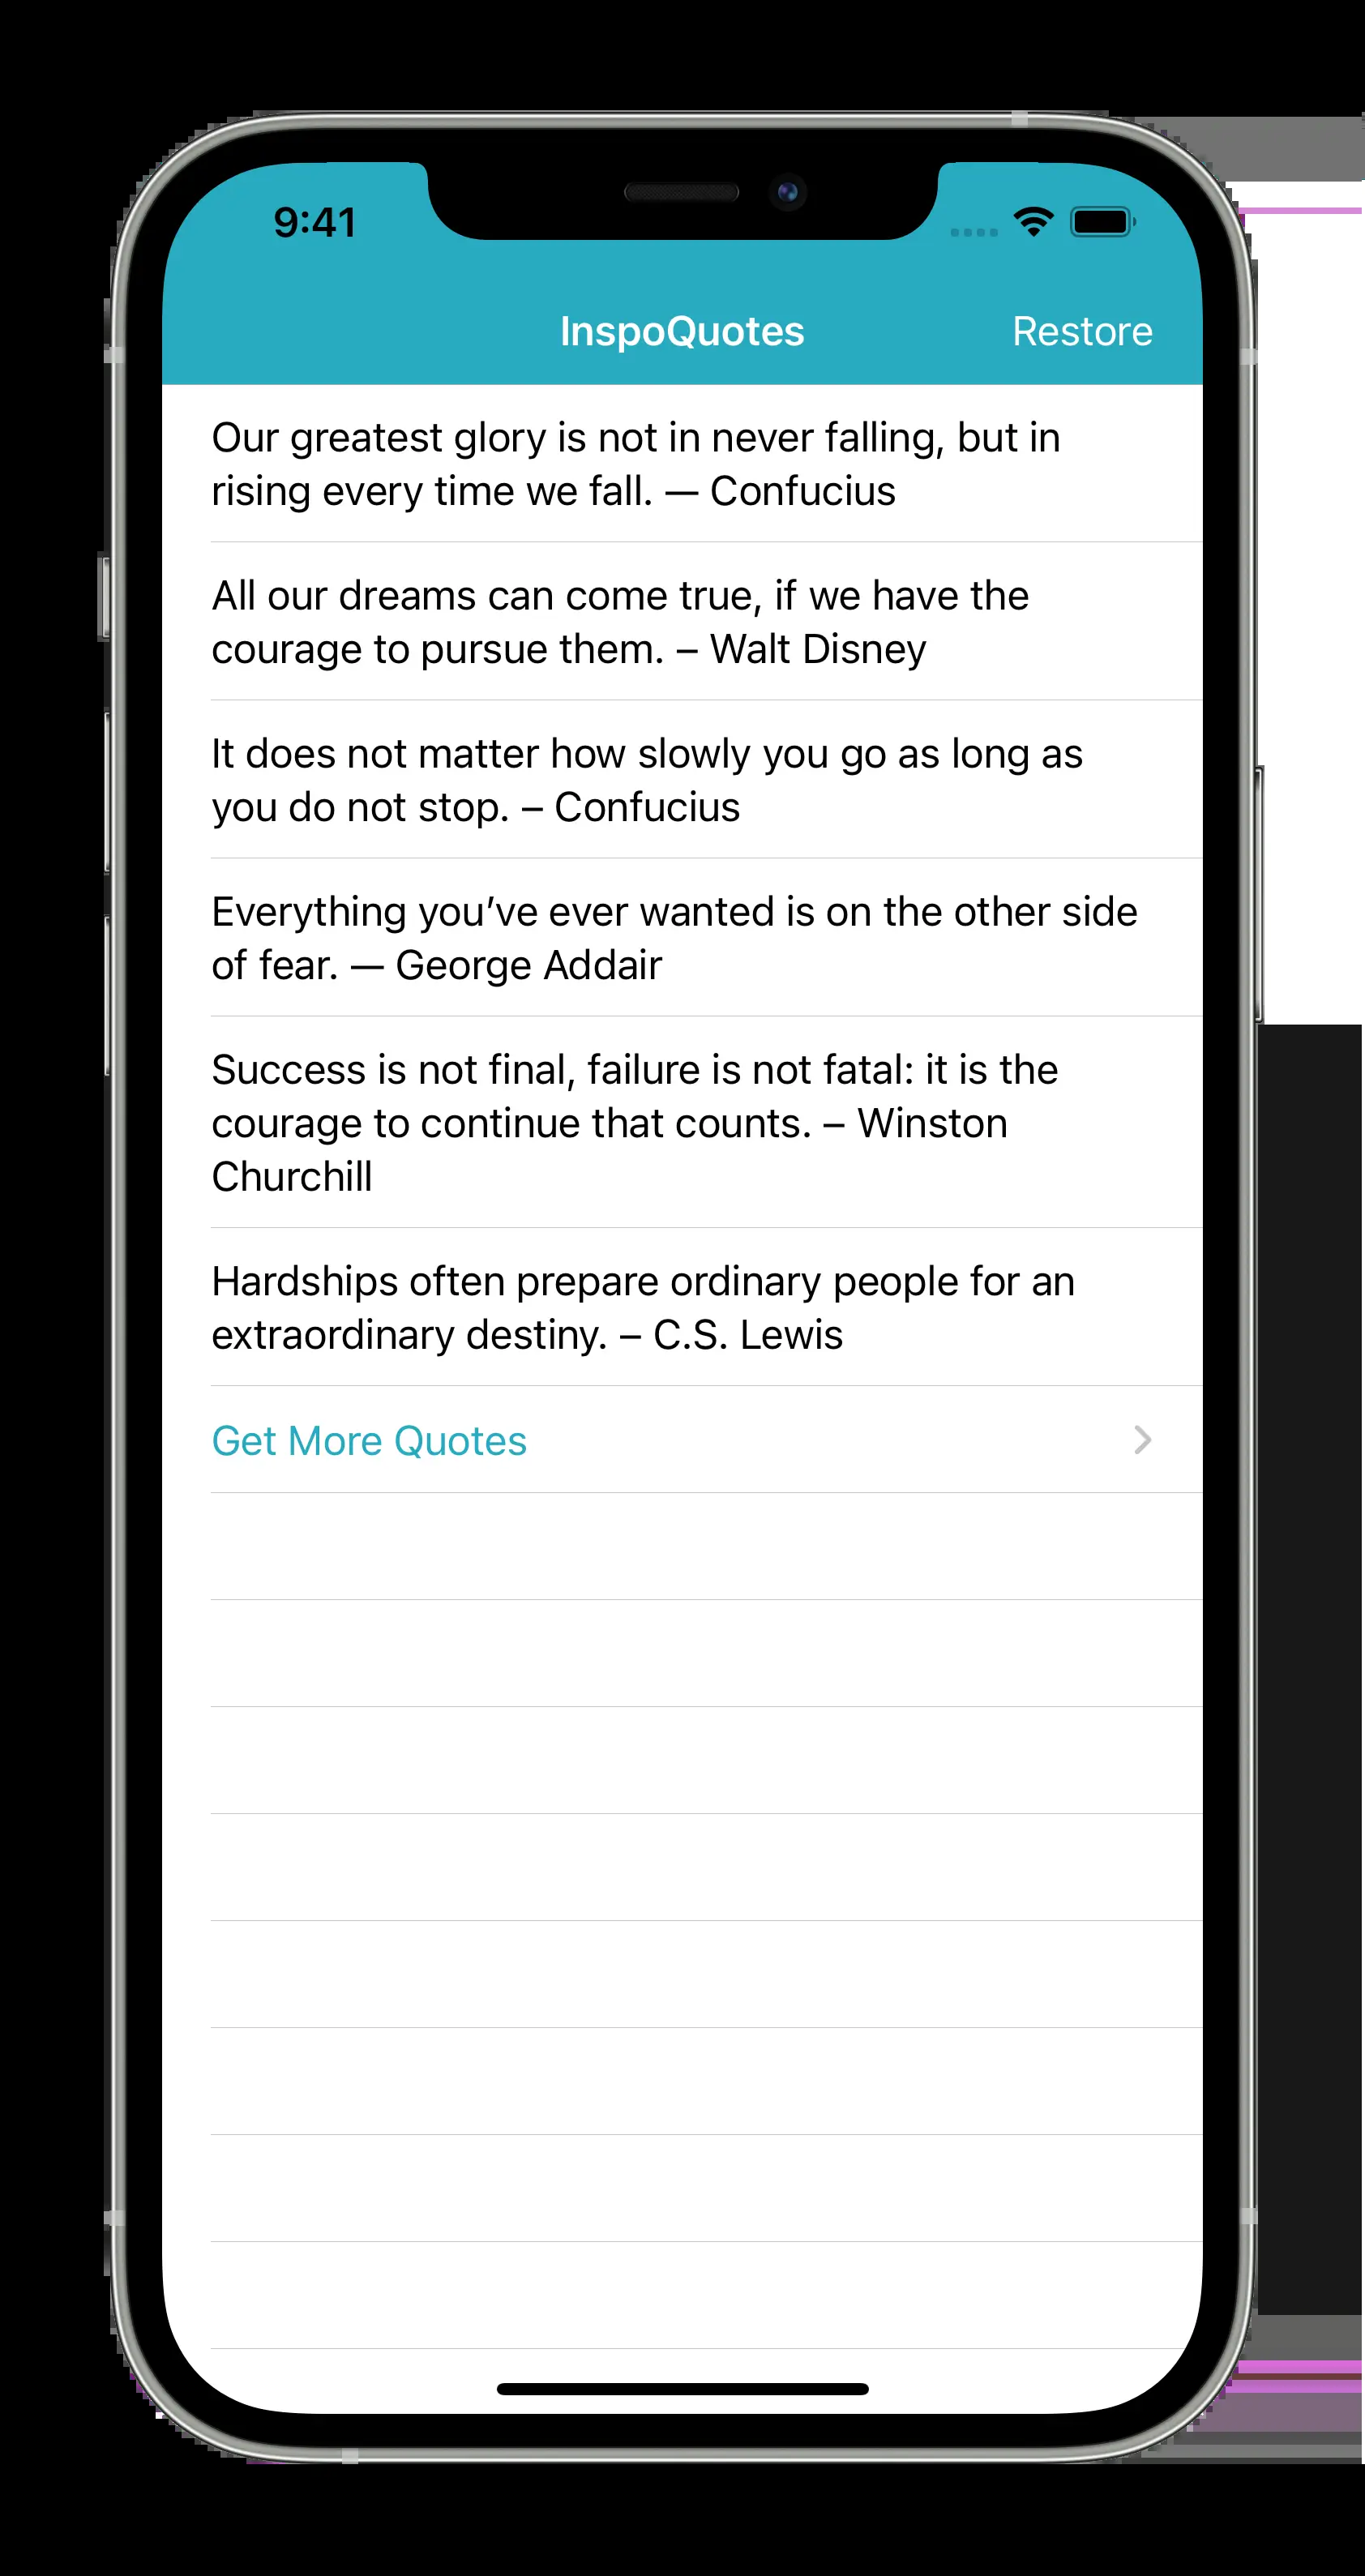 9:41
InspoQuotes
Restore
Our greatest glory is not in never falling, but in
rising every time we fall. — Confucius
All our dreams can come true, if we have the
courage to pursue them. – Walt Disney
It does not matter how slowly you go as long as
you do not stop. – Confucius
Everything you’ve ever wanted is on the other side
of fear. — George Addair
Success is not final, failure is not fatal: it is the
courage to continue that counts. – Winston
Churchill
Hardships often prepare ordinary people for an
extraordinary destiny. – C.S. Lewis
Get More Quotes